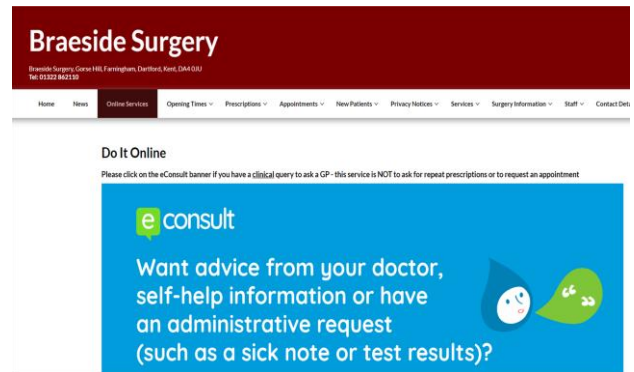 Braeside Surgery
Braeside Surgery, Gorse Hill, Farningham, Dartford, Kent, DA4 0JU
Tel: 01322 862110
Home News Online Services Opening Times Prescriptions Appointments New Patients Privacy Notices Services Surgery Information Staff Contact Deta
Do It Online
Please click on the eConsult banner if you have a clinical query to ask a GP - this service is NOT to ask for repeat prescriptions or to request an appointment
e consult
Want advice from your doctor,
self-help information or have
an administrative request
(such as a sick note or test results)?